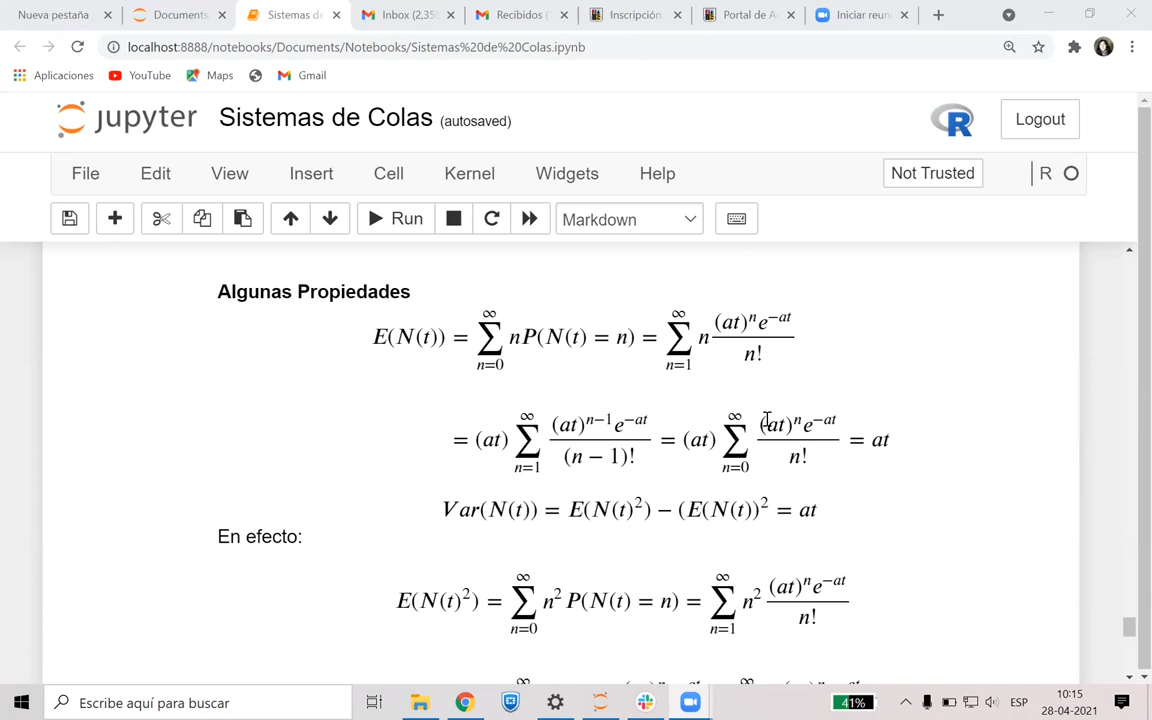 Nueva pestaña
Documents
Sistemas de
Inbox (2,35
Recibidos (
Inscripción
Portal de A
Iniciar reun
localhost:8888/notebooks/Documents/Notebooks/Sistemas%20de%20Colas.ipynb
Aplicaciones YouTube Maps Gmail
jupyter Sistemas de Colas (autosaved) R Logout
File Edit View Insert Cell Kernel Widgets Help Not Trusted R
Run Markdown
Algunas Propiedades
E(N(t)) = ∑_{n=0}^{∞} nP(N(t) = n) = ∑_{n=1}^{∞} n (at)^n e^{−at} / n!
= (at) ∑_{n=1}^{∞} (at)^{n−1} e^{−at} / (n − 1)! = (at) ∑_{n=0}^{∞} (at)^n e^{−at} / n! = at
Var(N(t)) = E(N(t)^2) − (E(N(t))^2 = at
En efecto:
E(N(t)^2) = ∑_{n=0}^{∞} n^2 P(N(t) = n) = ∑_{n=1}^{∞} n^2 (at)^n e^{−at} / n!
Escribe aquí para buscar
41%
ESP
10:15
28-04-2021